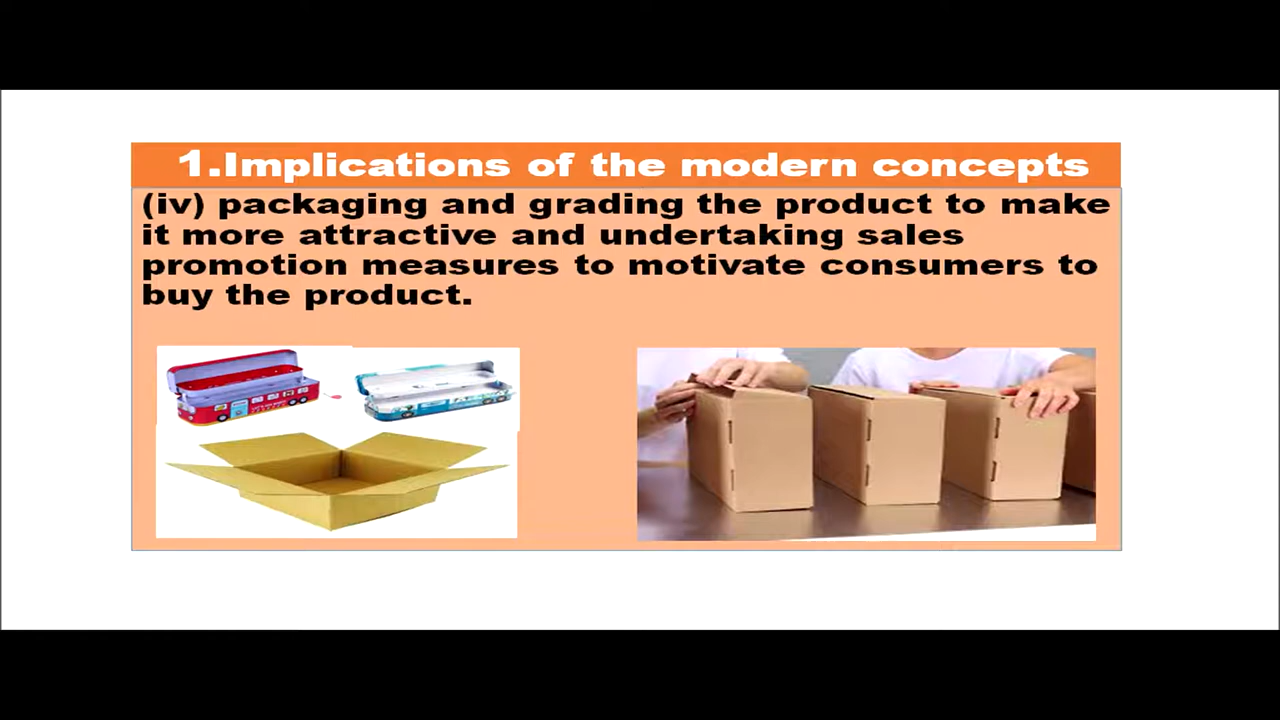 1.Implications of the modern concepts
(iv) packaging and grading the product to make
it more attractive and undertaking sales
promotion measures to motivate consumers to
buy the product.